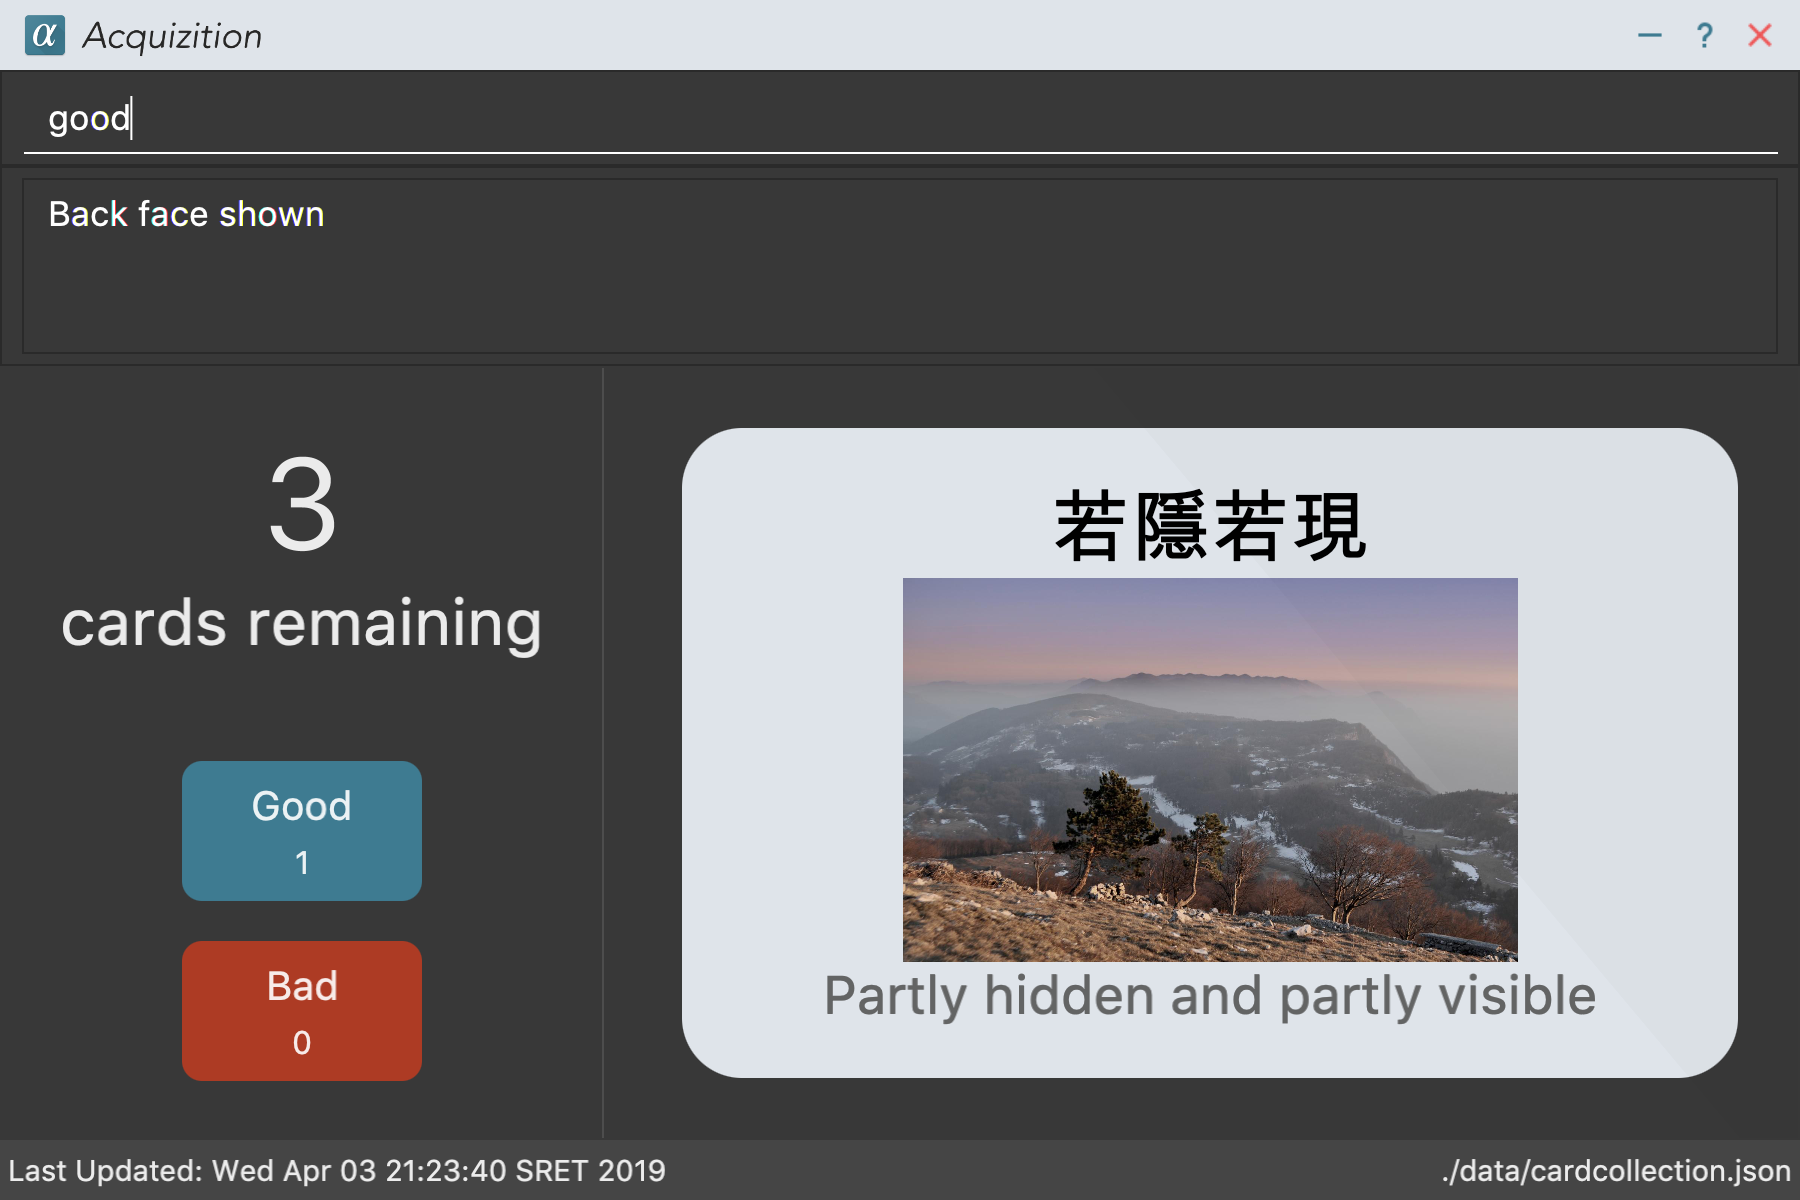 α Acquizition
?
good
Back face shown
3
cards remaining
Good
1
Bad
0
若隱若現
Partly hidden and partly visible
Last Updated: Wed Apr 03 21:23:40 SRET 2019
./data/cardcollection.json